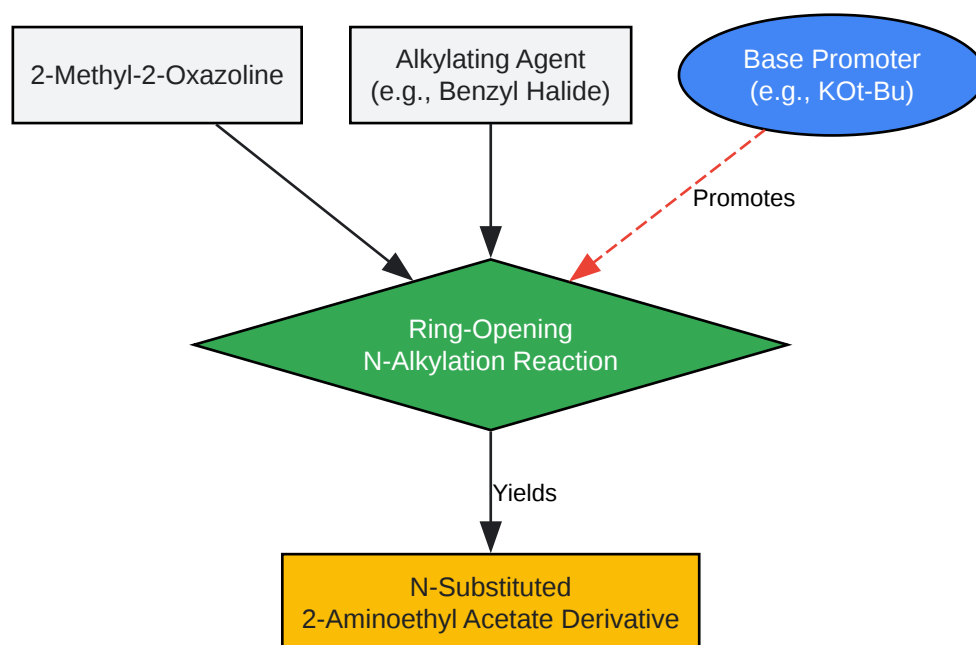 2-Methyl-2-Oxazoline
Alkylating Agent
(e.g., Benzyl Halide)
Base Promoter
(e.g., KOt-Bu)
Promotes
Ring-Opening
N-Alkylation Reaction
Yields
N-Substituted
2-Aminoethyl Acetate Derivative